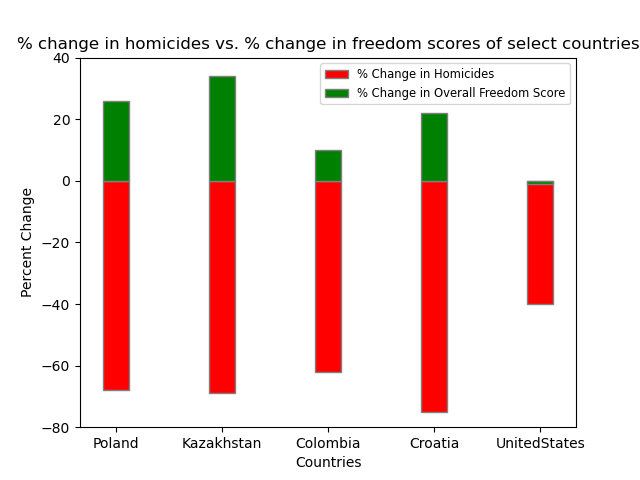 % change in homicides vs. % change in freedom scores of select countries
% Change in Homicides
% Change in Overall Freedom Score
Percent Change
40
20
0
−20
−40
−60
−80
Poland Kazakhstan Colombia Croatia UnitedStates
Countries